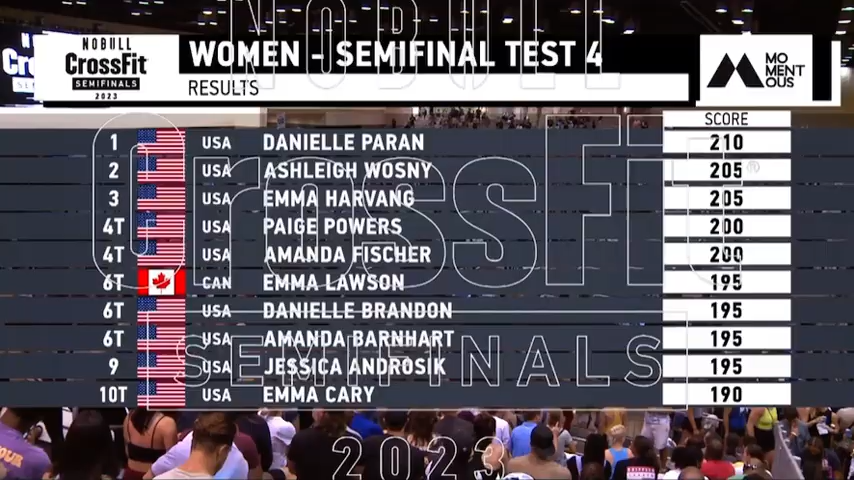 NOBULL
NOBULL
CrossFit
SEMIFINALS
2023
WOMEN - SEMIFINAL TEST 4
RESULTS
MO
MENT
OUS
SCORE
1 USA DANIELLE PARAN 210
2 USA ASHLEIGH WOSNY 205
3 USA EMMA HARVANG 205
4T USA PAIGE POWERS 200
4T USA AMANDA FISCHER 200
6T CAN EMMA LAWSON 195
6T USA DANIELLE BRANDON 195
6T USA AMANDA BARNHART 195
9 USA JESSICA ANDROSIK 195
10T USA EMMA CARY 190
CrossFit®
SEMIFINALS
2023